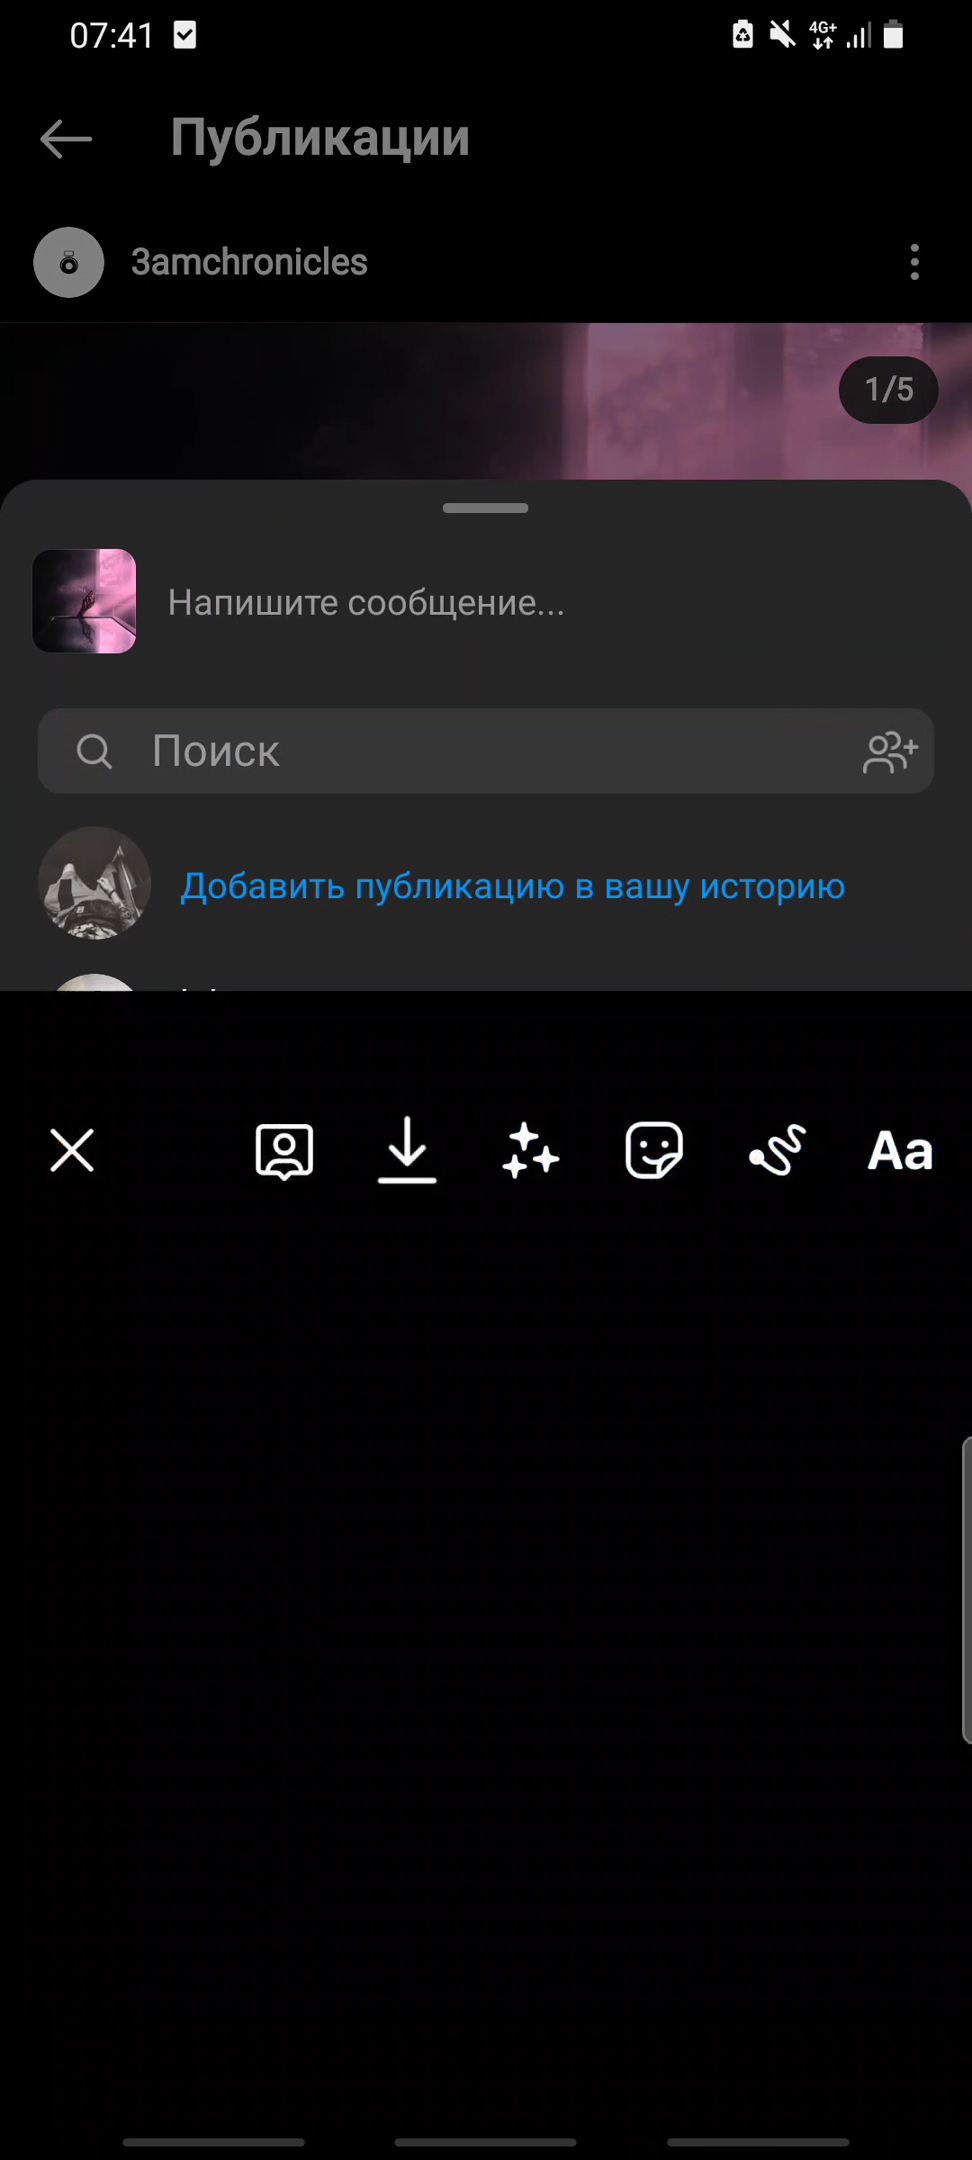 07:41
4G+
Публикации
3amchronicles
1/5
Напишите сообщение...
Поиск
Добавить публикацию в вашу историю
Aa